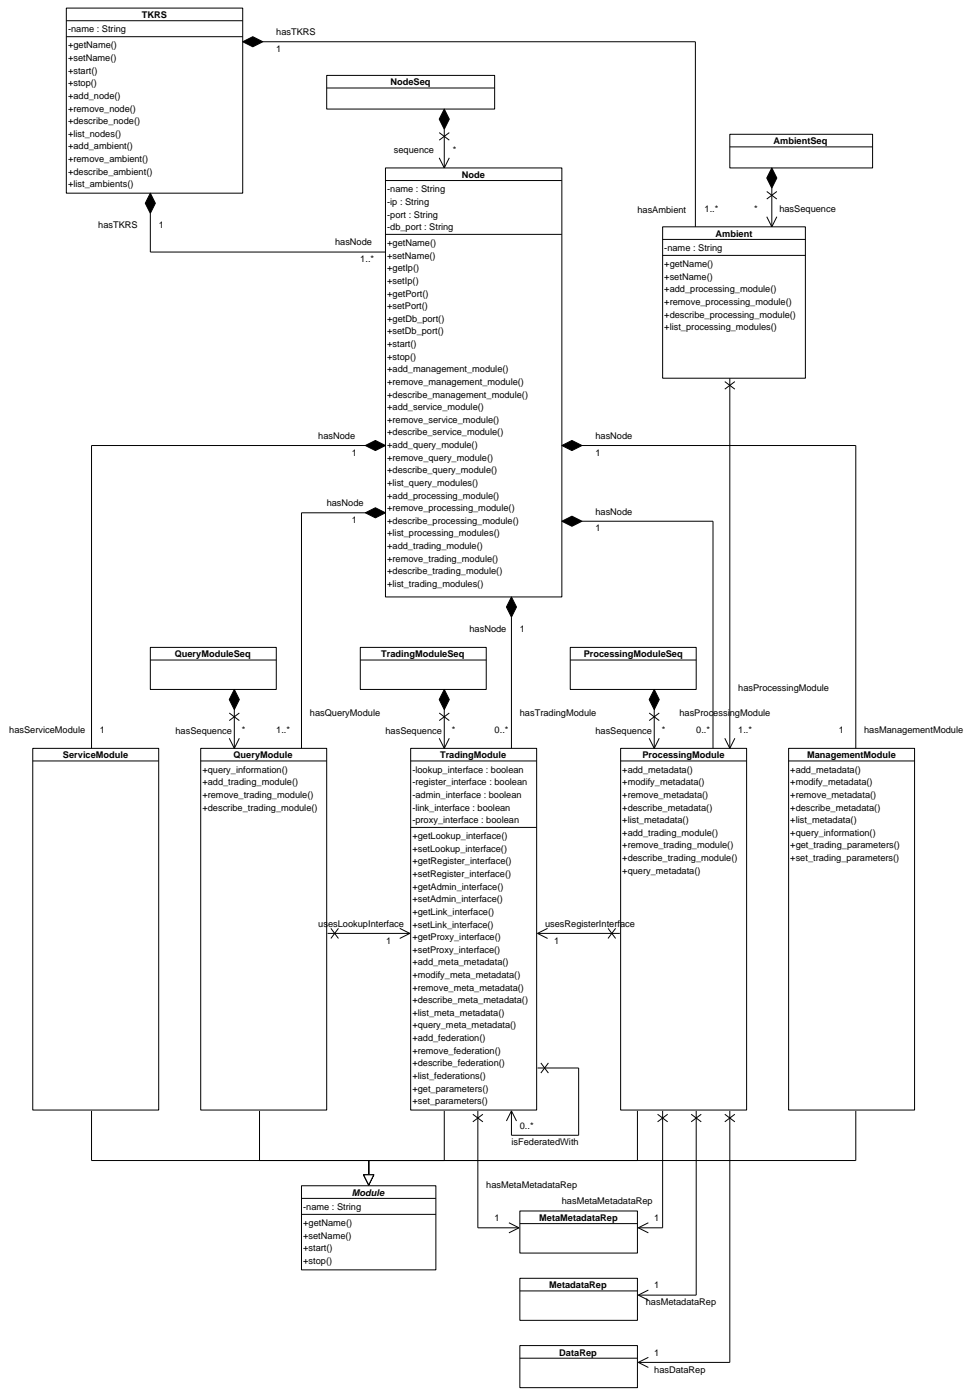 TKRS
-name : String
+getName()
+setName()
+start()
+stop()
+add_node()
+remove_node()
+describe_node()
+list_nodes()
+add_ambient()
+remove_ambient()
+describe_ambient()
+list_ambients()
hasTKRS
1
NodeSeq
sequence
*
AmbientSeq
*
hasSequence
hasTKRS
1
hasNode
1..*
hasAmbient
1..*
Node
-name : String
-ip : String
-port : String
-db_port : String
+getName()
+setName()
+getIp()
+setIp()
+getPort()
+setPort()
+getDb_port()
+setDb_port()
+start()
+stop()
+add_management_module()
+remove_management_module()
+describe_management_module()
+add_service_module()
+remove_service_module()
+describe_service_module()
+add_query_module()
+remove_query_module()
+describe_query_module()
+list_query_modules()
+add_processing_module()
+remove_processing_module()
+describe_processing_module()
+list_processing_modules()
+add_trading_module()
+remove_trading_module()
+describe_trading_module()
+list_trading_modules()
Ambient
-name : String
+getName()
+setName()
+add_processing_module()
+remove_processing_module()
+describe_processing_module()
+list_processing_modules()
hasNode
1
hasNode
1
hasNode
1
hasNode
1
hasNode
1
QueryModuleSeq
TradingModuleSeq
ProcessingModuleSeq
hasProcessingModule
hasServiceModule
1
hasSequence
*
1..*
hasQueryModule
hasSequence
*
0..*
hasTradingModule
hasSequence
*
hasProcessingModule
0..*
1..*
1
hasManagementModule
ServiceModule
QueryModule
+query_information()
+add_trading_module()
+remove_trading_module()
+describe_trading_module()
TradingModule
-lookup_interface : boolean
-register_interface : boolean
-admin_interface : boolean
-link_interface : boolean
-proxy_interface : boolean
+getLookup_interface()
+setLookup_interface()
+getRegister_interface()
+setRegister_interface()
+getAdmin_interface()
+setAdmin_interface()
+getLink_interface()
+setLink_interface()
+getProxy_interface()
+setProxy_interface()
+add_meta_metadata()
+modify_meta_metadata()
+remove_meta_metadata()
+describe_meta_metadata()
+list_meta_metadata()
+query_meta_metadata()
+add_federation()
+remove_federation()
+describe_federation()
+list_federations()
+get_parameters()
+set_parameters()
ProcessingModule
+add_metadata()
+modify_metadata()
+remove_metadata()
+describe_metadata()
+list_metadata()
+add_trading_module()
+remove_trading_module()
+describe_trading_module()
+query_metadata()
ManagementModule
+add_metadata()
+modify_metadata()
+remove_metadata()
+describe_metadata()
+list_metadata()
+query_information()
+get_trading_parameters()
+set_trading_parameters()
usesLookupInterface
1
usesRegisterInterface
1
0..*
isFederatedWith
Module
-name : String
+getName()
+setName()
+start()
+stop()
hasMetaMetadataRep
1
hasMetaMetadataRep
1
MetaMetadataRep
MetadataRep
1
hasMetadataRep
DataRep
1
hasDataRep